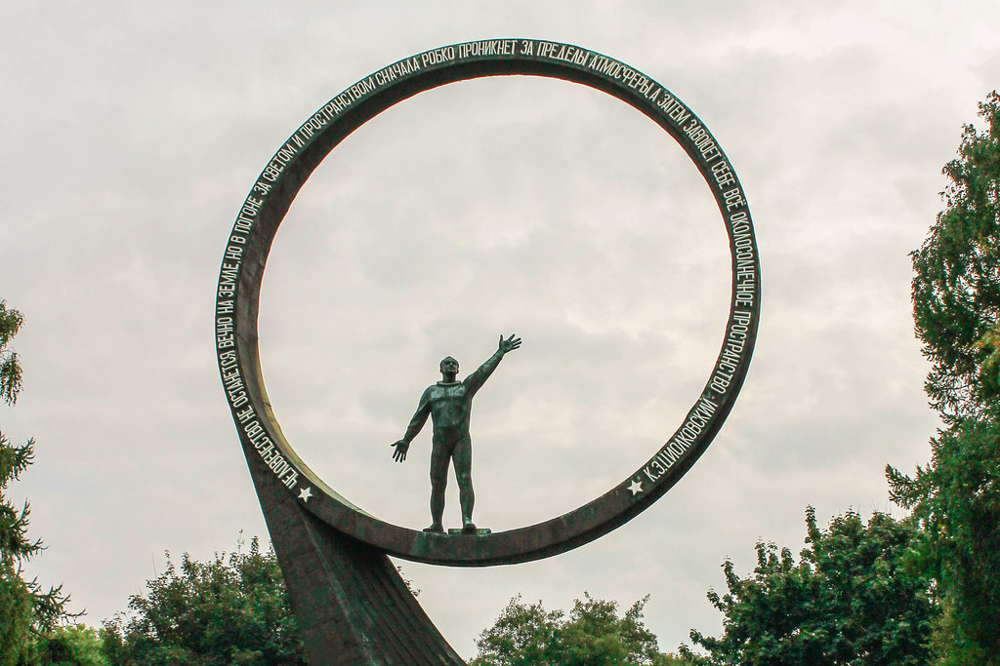 ЧЕЛОВЕЧЕСТВО НЕ ОСТАНЕТСЯ ВЕЧНО НА ЗЕМЛЕ, НО В ПОГОНЕ ЗА СВЕТОМ И ПРОСТРАНСТВОМ СНАЧАЛА РОБКО ПРОНИКНЕТ ЗА ПРЕДЕЛЫ АТМОСФЕРЫ, А ЗАТЕМ ЗАВОЮЕТ СЕБЕ ВСЁ ОКОЛОСОЛНЕЧНОЕ ПРОСТРАНСТВО · К.Э.ЦИОЛКОВСКИЙ